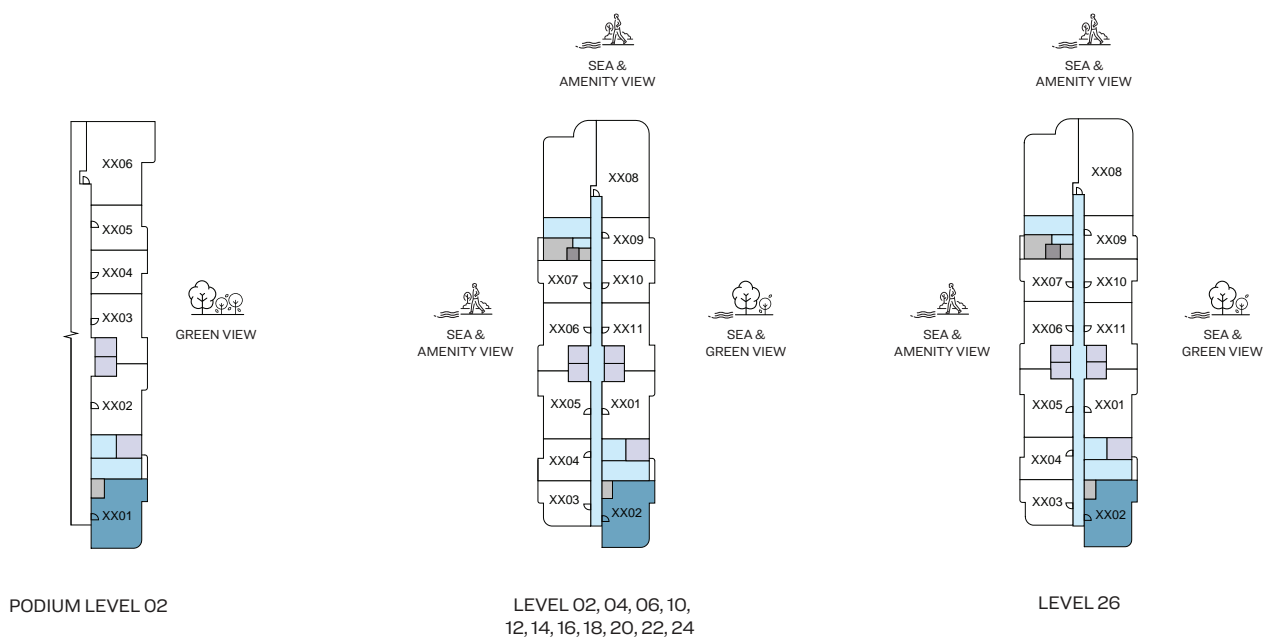 SEA &
AMENITY VIEW
SEA &
AMENITY VIEW
XX06
XX05
XX04
XX03
XX02
XX01
GREEN VIEW
PODIUM LEVEL 02
XX08
XX09
XX07
XX10
XX06
XX11
XX05
XX01
XX04
XX03
XX02
SEA &
AMENITY VIEW
SEA &
GREEN VIEW
LEVEL 02, 04, 06, 10,
12, 14, 16, 18, 20, 22, 24
XX08
XX09
XX07
XX10
XX06
XX11
XX05
XX01
XX04
XX03
XX02
SEA &
AMENITY VIEW
SEA &
GREEN VIEW
LEVEL 26